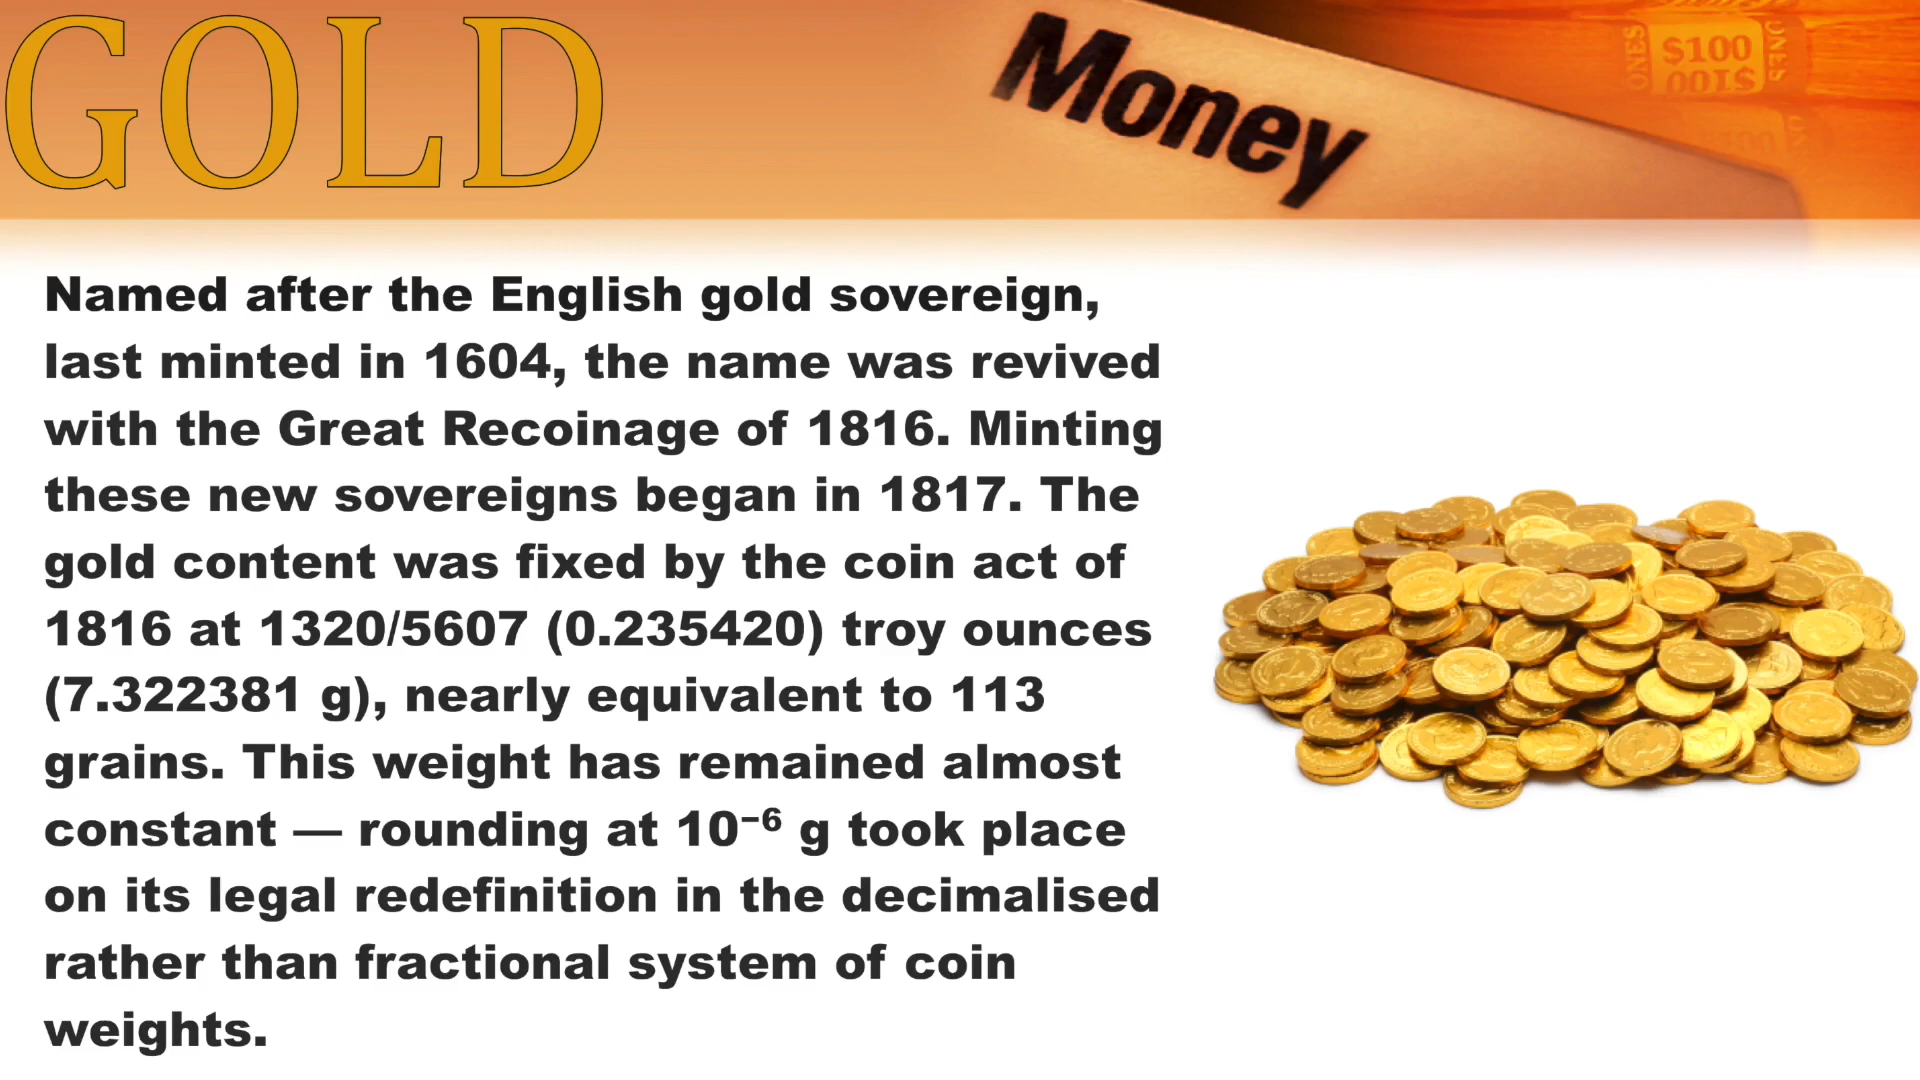 GOLD
Money
$100
001$
ONES
ONES
Named after the English gold sovereign,
last minted in 1604, the name was revived
with the Great Recoinage of 1816. Minting
these new sovereigns began in 1817. The
gold content was fixed by the coin act of
1816 at 1320/5607 (0.235420) troy ounces
(7.322381 g), nearly equivalent to 113
grains. This weight has remained almost
constant — rounding at 10⁻⁶ g took place
on its legal redefinition in the decimalised
rather than fractional system of coin
weights.